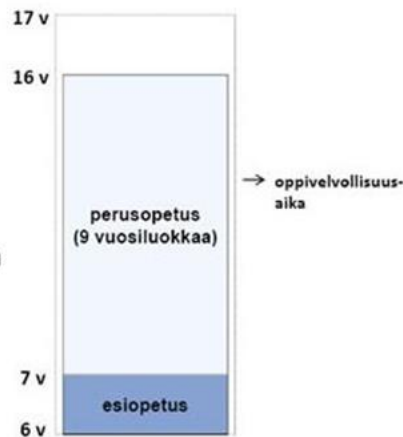 17 v
16 v
oppivelvollisuus-
aika
perusopetus
(9 vuosiluokkaa)
7 v
esiopetus
6 v